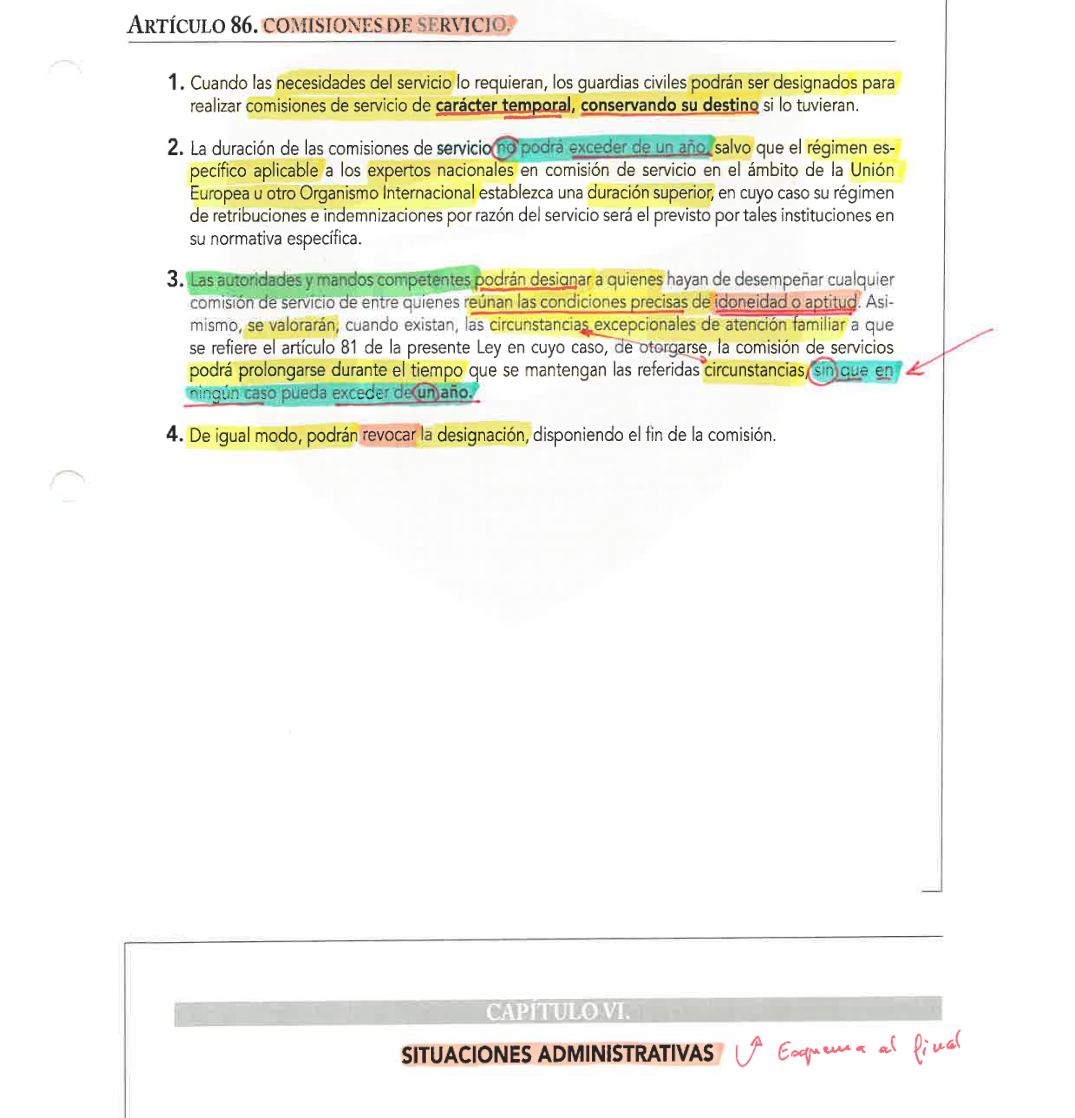 ARTÍCULO 86. COMISIONES DE SERVICIO.
1. Cuando las necesidades del servicio lo requieran, los guardias civiles podrán ser designados para
realizar comisiones de servicio de carácter temporal, conservando su destino si lo tuvieran.
2. La duración de las comisiones de servicio no podrá exceder de un año, salvo que el régimen es-
pecífico aplicable a los expertos nacionales en comisión de servicio en el ámbito de la Unión
Europea u otro Organismo Internacional establezca una duración superior, en cuyo caso su régimen
de retribuciones e indemnizaciones por razón del servicio será el previsto por tales instituciones en
su normativa específica.
3. Las autoridades y mandos competentes podrán designar a quienes hayan de desempeñar cualquier
comisión de servicio de entre quienes reúnan las condiciones precisas de idoneidad o aptitud. Asi-
mismo, se valorarán, cuando existan, las circunstancias excepcionales de atención familiar a que
se refiere el artículo 81 de la presente Ley en cuyo caso, de otorgarse, la comisión de servicios
podrá prolongarse durante el tiempo que se mantengan las referidas circunstancias, sin que en
ningún caso pueda exceder de un año.
4. De igual modo, podrán revocar la designación, disponiendo el fin de la comisión.
CAPÍTULO VI.
SITUACIONES ADMINISTRATIVAS Esquema al final